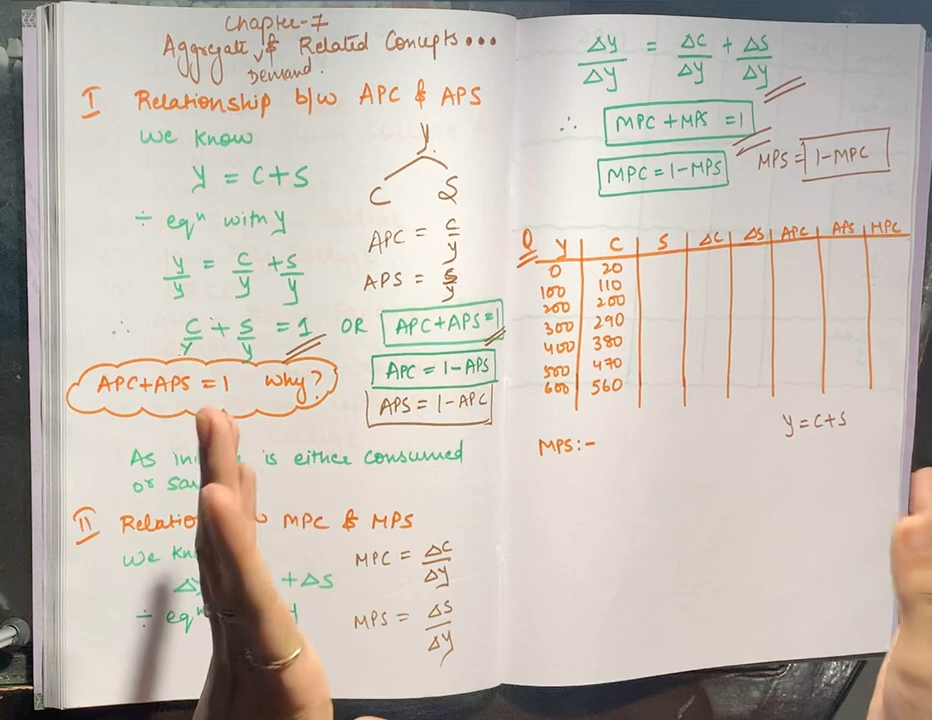 Chapter-7
Aggregate & Related Concepts...
Demand.
I Relationship b/w APC & APS
We know
y = C+S
÷ eqⁿ with y
y/y = C/y + S/y
∴ C/y + S/y = 1 OR APC+APS=1
APC+APS = 1 why?
y.
C S
APC = C/y
APS = S/y
APC = 1-APS
APS = 1-APC
As is either consumed
or
II MPC & MPS
We
+ΔS
÷ eqⁿ y
MPC = ΔC/Δy
MPS = ΔS/Δy
Δy/Δy = ΔC/Δy + ΔS/Δy
∴ MPC+MPS =1
MPC = 1-MPS
MPS = 1-MPC
Q y C S ΔC ΔS APC APS MPC
0 20
100 110
200 200
300 290
400 380
500 470
600 560
y=C+S
MPS:-